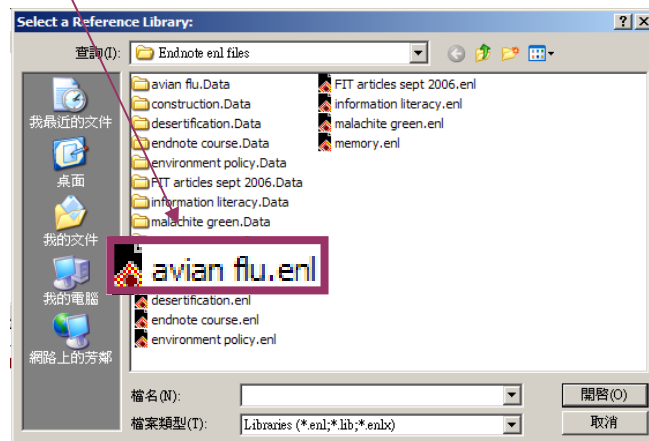 Select a Reference Library:
查詢(I): Endnote enl files
我最近的文件
桌面
我的文件
我的電腦
網路上的芳鄰
avian flu.Data
construction.Data
desertification.Data
endnote course.Data
environment policy.Data
FIT articles sept 2006.Data
information literacy.Data
malachite green.Data
avian flu.enl
desertification.enl
endnote course.enl
environment policy.enl
FIT articles sept 2006.enl
information literacy.enl
malachite green.enl
memory.enl
檔名(N):
開啓(O)
檔案類型(T): Libraries (*.enl;*.lib;*.enlx)
取消